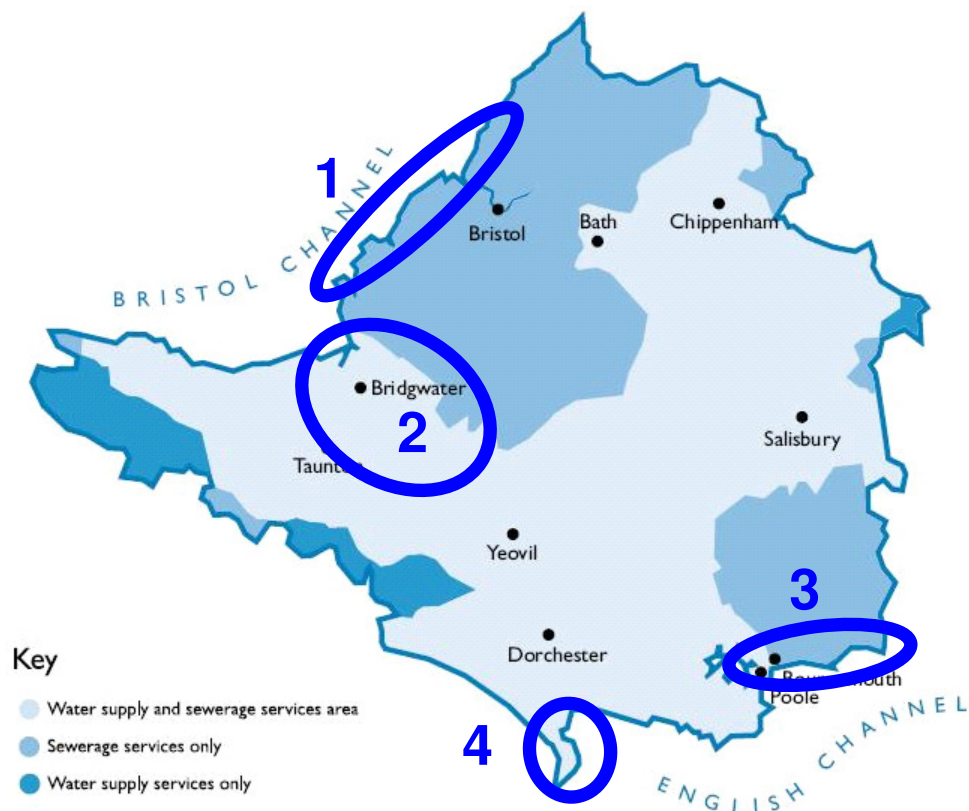 1
BRISTOL CHANNEL
Bristol
Bath
Chippenham
Bridgwater
2
Taunton
Salisbury
Yeovil
3
Dorchester
Bournemouth
Poole
4
ENGLISH CHANNEL
Key
Water supply and sewerage services area
Sewerage services only
Water supply services only